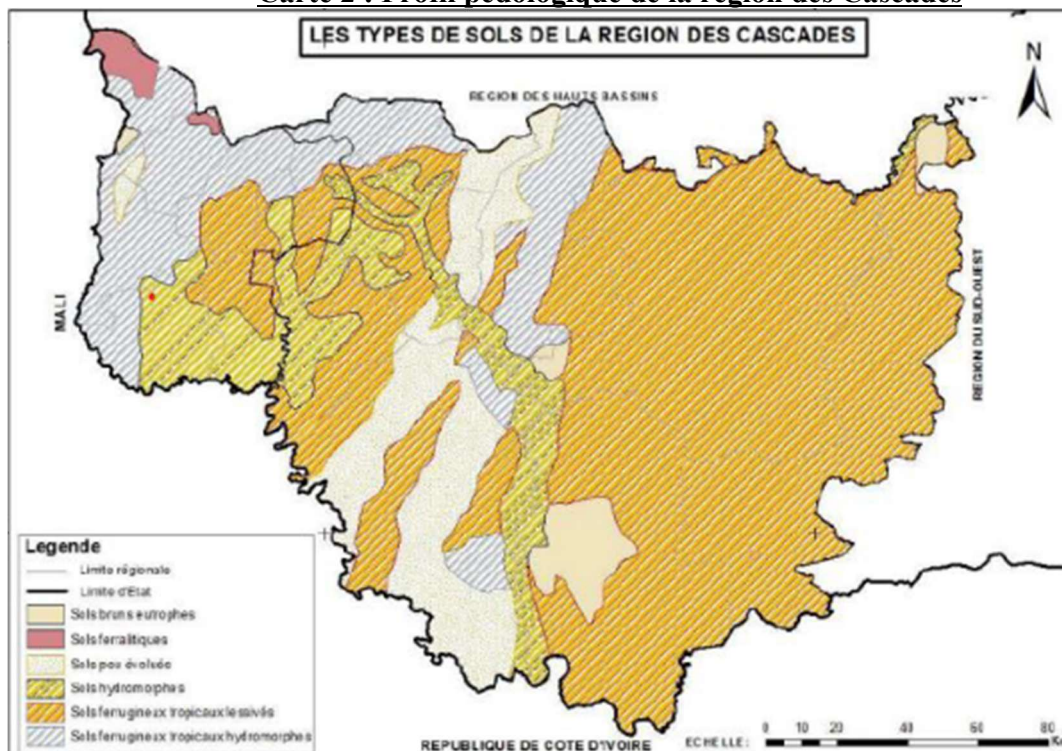 Carte 2 : Profil pédologique de la région des Cascades
LES TYPES DE SOLS DE LA REGION DES CASCADES
N
REGION DES HAUTS BASSINS
MALI
REGION DU SUD-OUEST
Legende
Limite régionale
Limite d'Etat
Sols bruns eutrophes
Sols ferralitiques
Sols peu évolués
Sols hydromorphes
Sols ferrugineux tropicaux lessivés
Sols ferrugineux tropicaux hydromorphes
REPUBLIQUE DE COTE D'IVOIRE
ECHELLE:
0 10 20 40 60 80